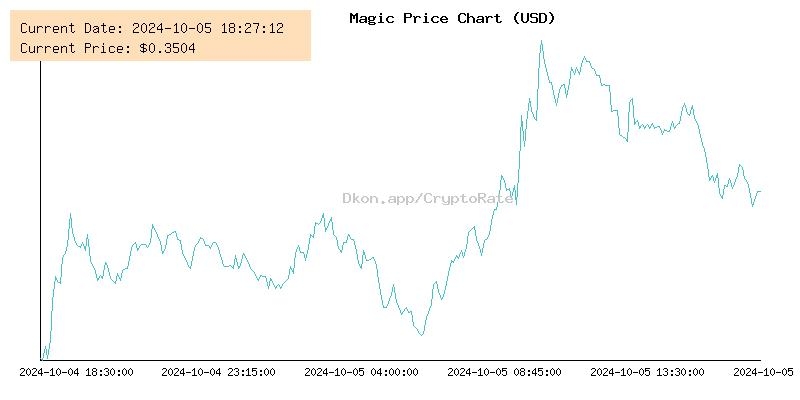 Magic Price Chart (USD)
Current Date: 2024-10-05 18:27:12
Current Price: $0.3504
Dkon.app/CryptoRate
2024-10-04 18:30:00 2024-10-04 23:15:00 2024-10-05 04:00:00 2024-10-05 08:45:00 2024-10-05 13:30:00 2024-10-05